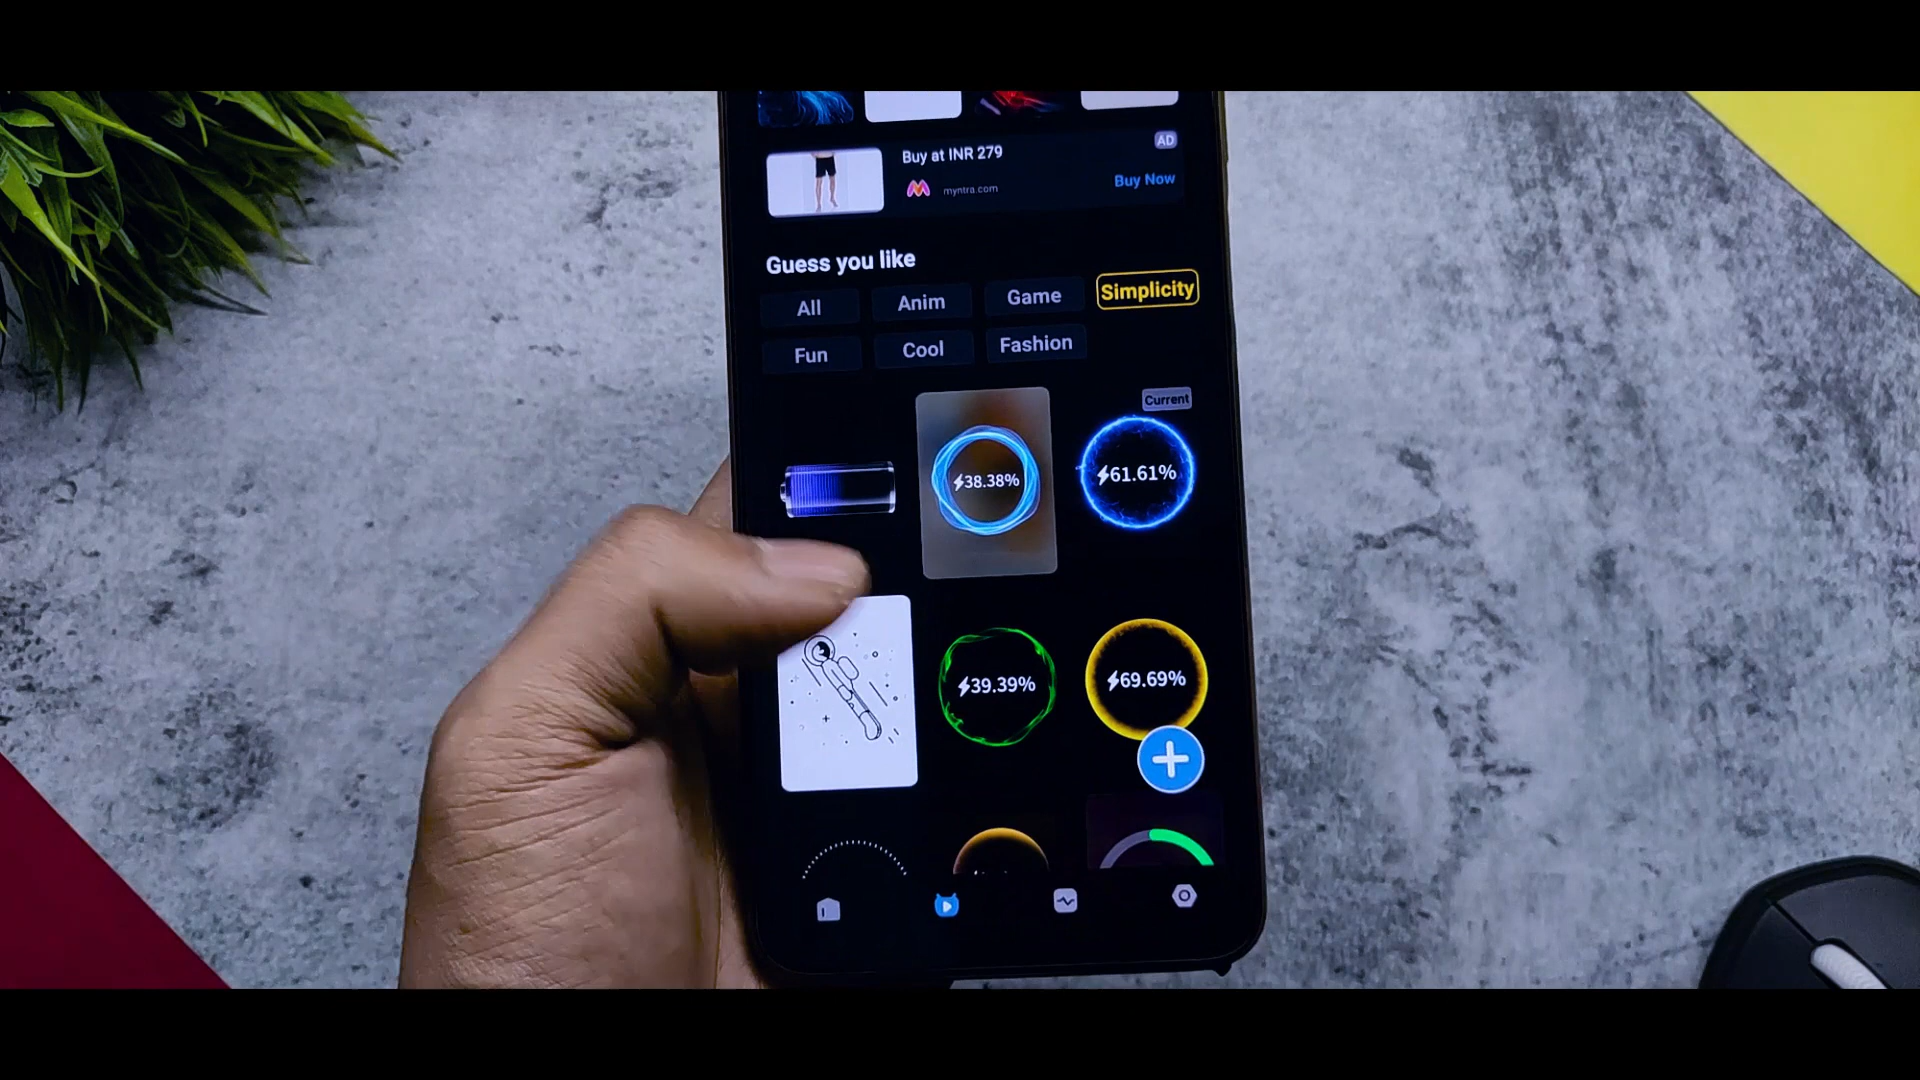 AD
Buy at INR 279
myntra.com
Buy Now
Guess you like
All
Anim
Game
Simplicity
Fun
Cool
Fashion
Current
38.38%
61.61%
39.39%
69.69%